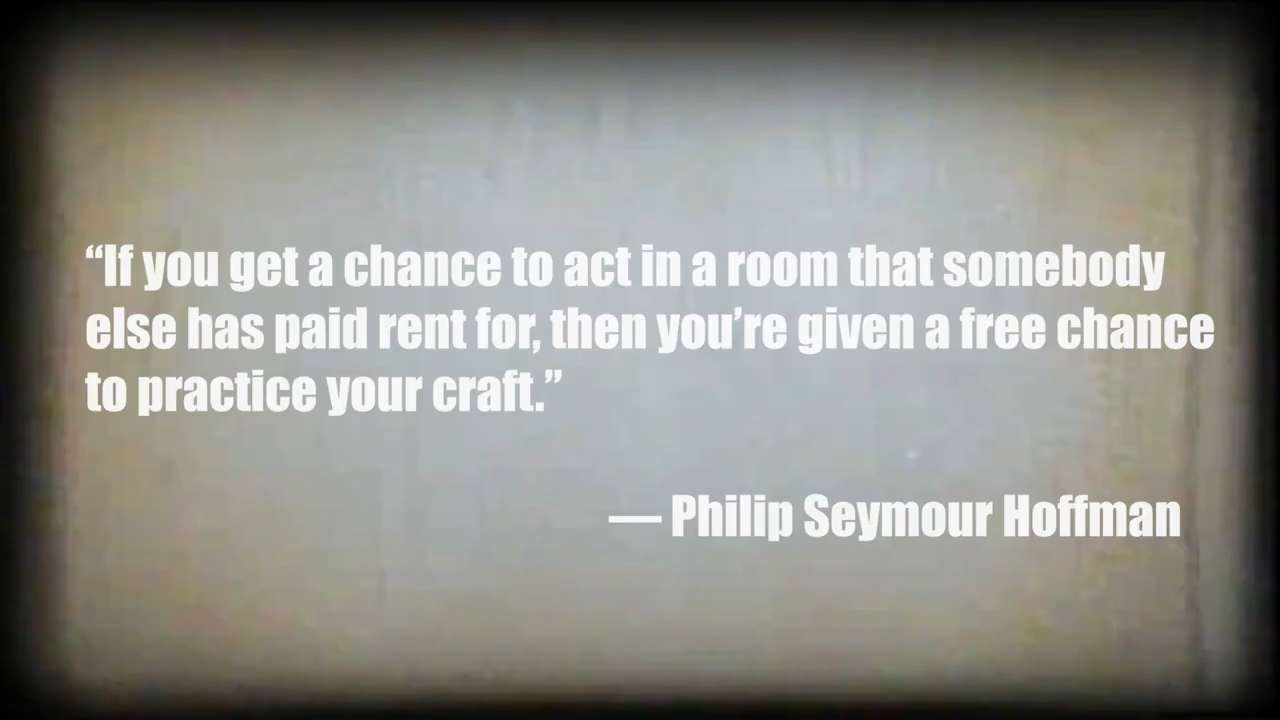 “If you get a chance to act in a room that somebody
else has paid rent for, then you’re given a free chance
to practice your craft.”
— Philip Seymour Hoffman